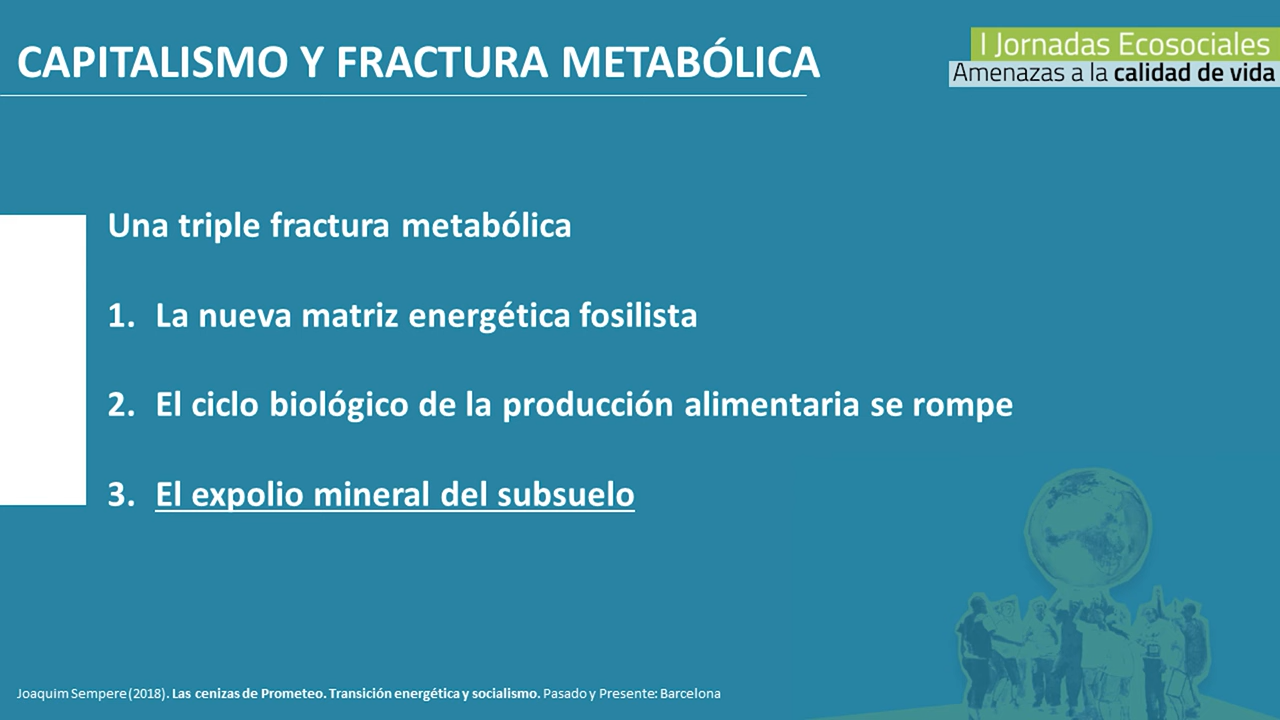 CAPITALISMO Y FRACTURA METABÓLICA
I Jornadas Ecosociales
Amenazas a la calidad de vida
Una triple fractura metabólica
1. La nueva matriz energética fosilista
2. El ciclo biológico de la producción alimentaria se rompe
3. El expolio mineral del subsuelo
Joaquim Sempere (2018). Las cenizas de Prometeo. Transición energética y socialismo. Pasado y Presente: Barcelona